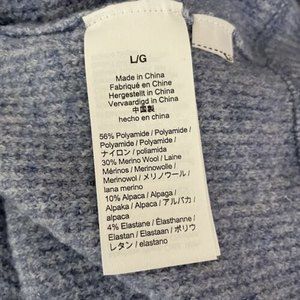 L/G
Made in China
Fabriqué en Chine
Hergestellt in China
Vervaardigd in China
中国製
hecho en china
56% Polyamide / Polyamide /
Polyamide / Polyamide /
ナイロン / poliamida
30% Merino Wool / Laine
Mérinos / Merinowolle /
Merinowol / メリノウール /
lana merino
10% Alpaca / Alpaga /
Alpaka / Alpaca / アルパカ
/ alpaca
4% Elastane / Élasthanne /
Elastan / Elastaan / ポリウ
レタン / elastano